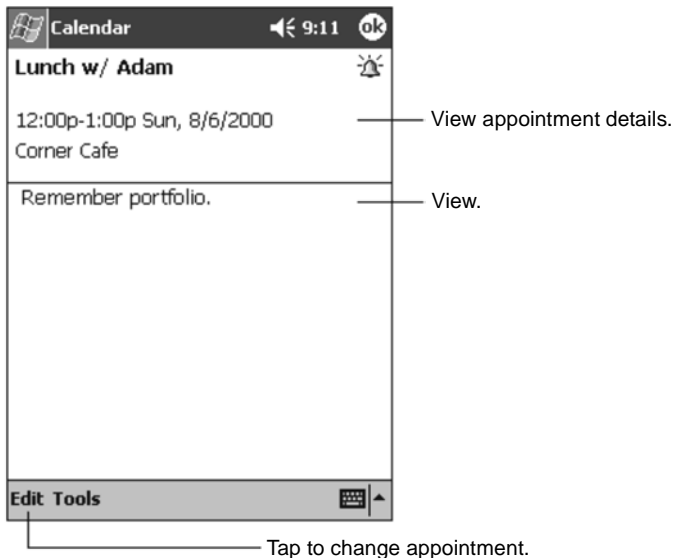 Calendar 9:11 ok
Lunch w/ Adam
12:00p-1:00p Sun, 8/6/2000
View appointment details.
Corner Cafe
Remember portfolio.
View.
Edit Tools
Tap to change appointment.